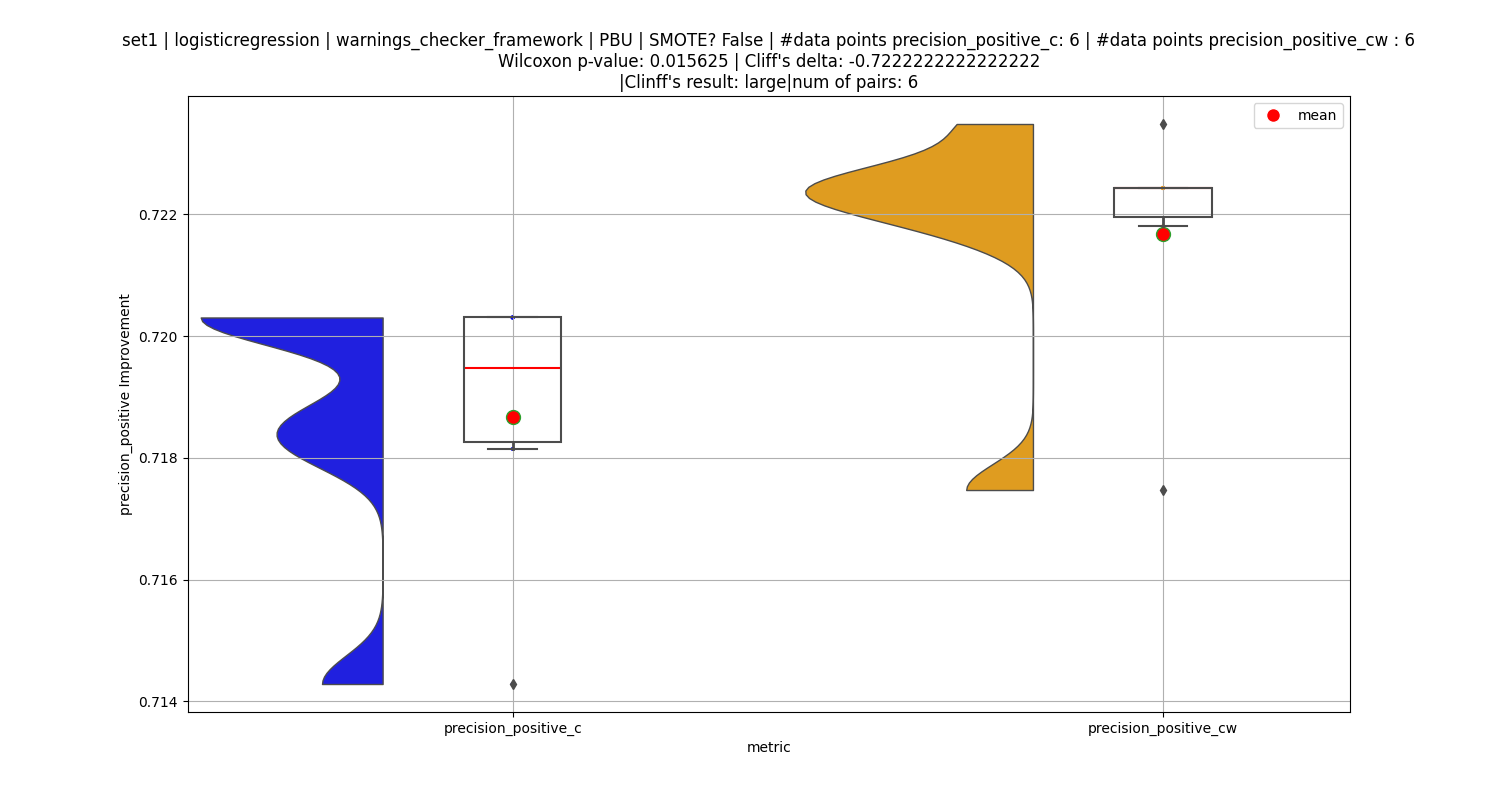 set1 | logisticregression | warnings_checker_framework | PBU | SMOTE? False | #data points precision_positive_c: 6 | #data points precision_positive_cw : 6
Wilcoxon p-value: 0.015625 | Cliff's delta: -0.7222222222222222
|Clinff's result: large|num of pairs: 6
mean
0.722
0.720
0.718
0.716
0.714
precision_positive Improvement
precision_positive_c
precision_positive_cw
metric